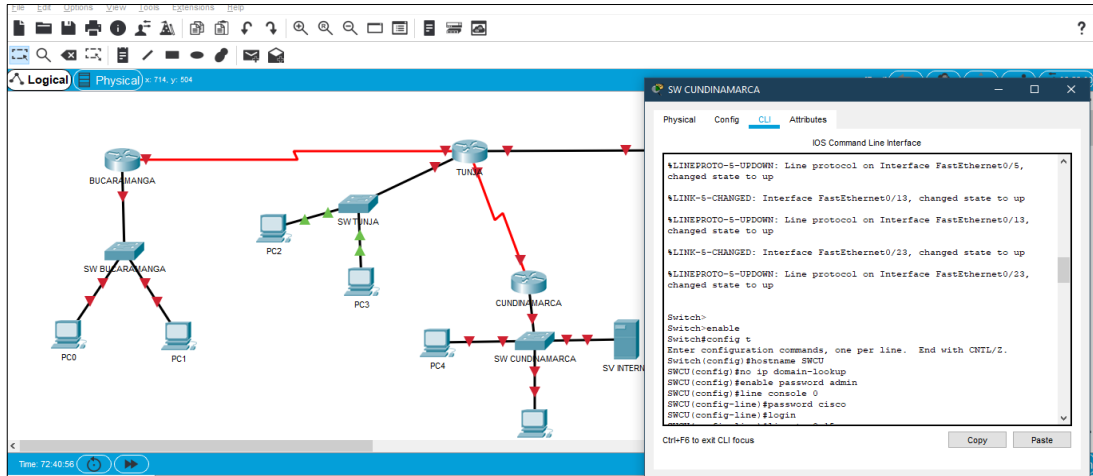 File Edit Options View Tools Extensions Help
?
Logical Physical x: 714, y: 504
BUCARAMANGA
TUNJA
SW TUNJA
PC2
SW BUCARAMANGA
PC3
CUNDINAMARCA
PC0
PC1
PC4
SW CUNDINAMARCA
SV INTERN
Time: 72:40:56
SW CUNDINAMARCA
Physical Config CLI Attributes
IOS Command Line Interface
%LINEPROTO-5-UPDOWN: Line protocol on Interface FastEthernet0/5,
changed state to up
%LINK-5-CHANGED: Interface FastEthernet0/13, changed state to up
%LINEPROTO-5-UPDOWN: Line protocol on Interface FastEthernet0/13,
changed state to up
%LINK-5-CHANGED: Interface FastEthernet0/23, changed state to up
%LINEPROTO-5-UPDOWN: Line protocol on Interface FastEthernet0/23,
changed state to up
Switch>
Switch>enable
Switch#config t
Enter configuration commands, one per line. End with CNTL/Z.
Switch(config)#hostname SWCU
SWCU(config)#no ip domain-lookup
SWCU(config)#enable password admin
SWCU(config)#line console 0
SWCU(config-line)#password cisco
SWCU(config-line)#login
Ctrl+F6 to exit CLI focus
Copy Paste